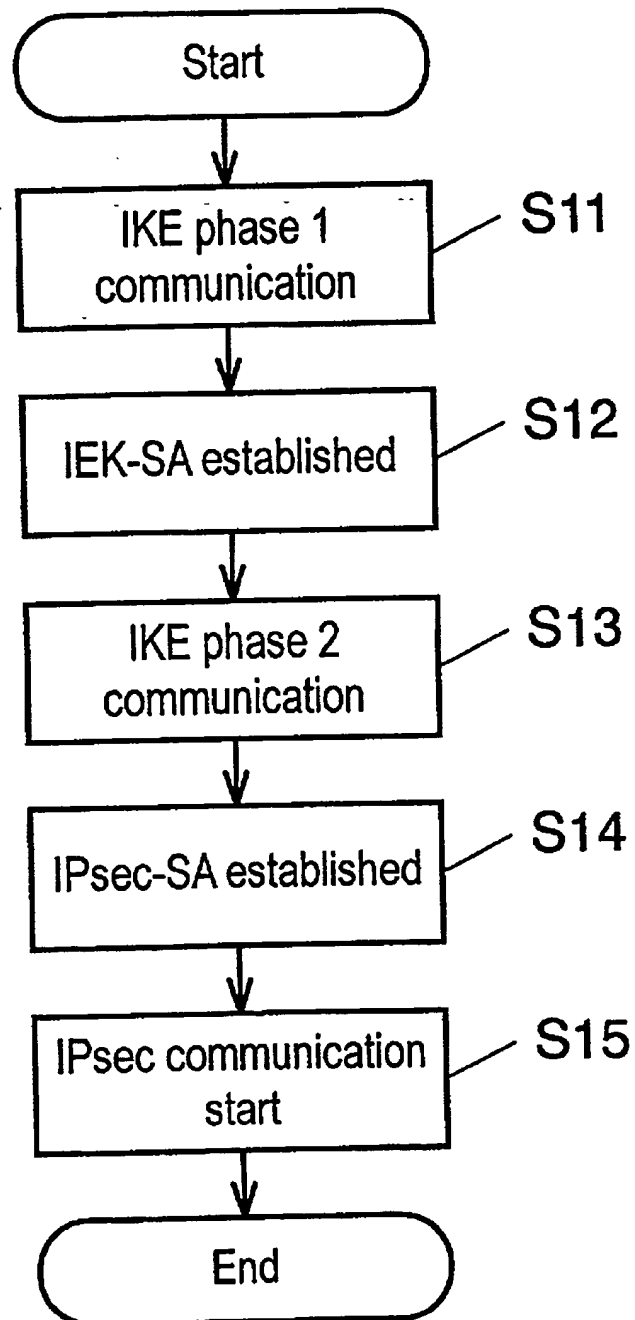 Start
IKE phase 1
communication
S11
IEK-SA established
S12
IKE phase 2
communication
S13
IPsec-SA established
S14
IPsec communication
start
S15
End